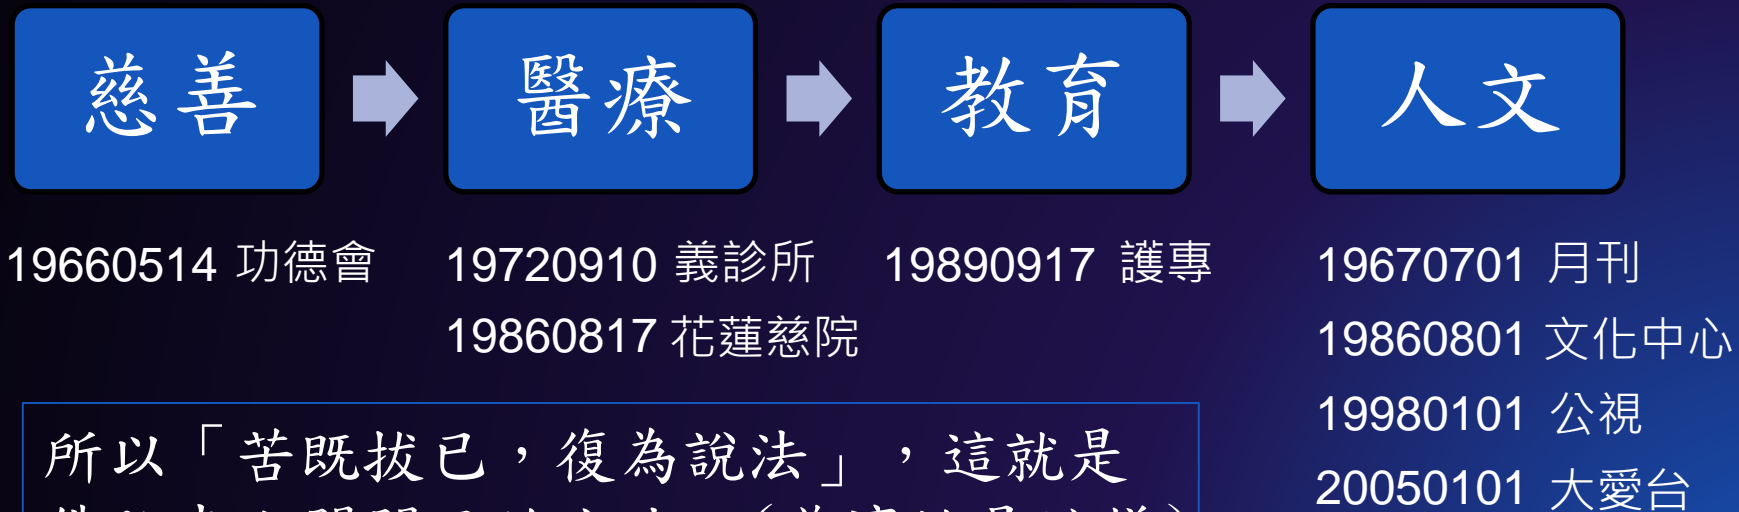 慈善
醫療
教育
人文
19660514 功德會
19720910 義診所
19860817 花蓮慈院
19890917 護專
19670701 月刊
19860801 文化中心
19980101 公視
20050101 大愛台
所以「苦既拔已，復為說法」，這就是